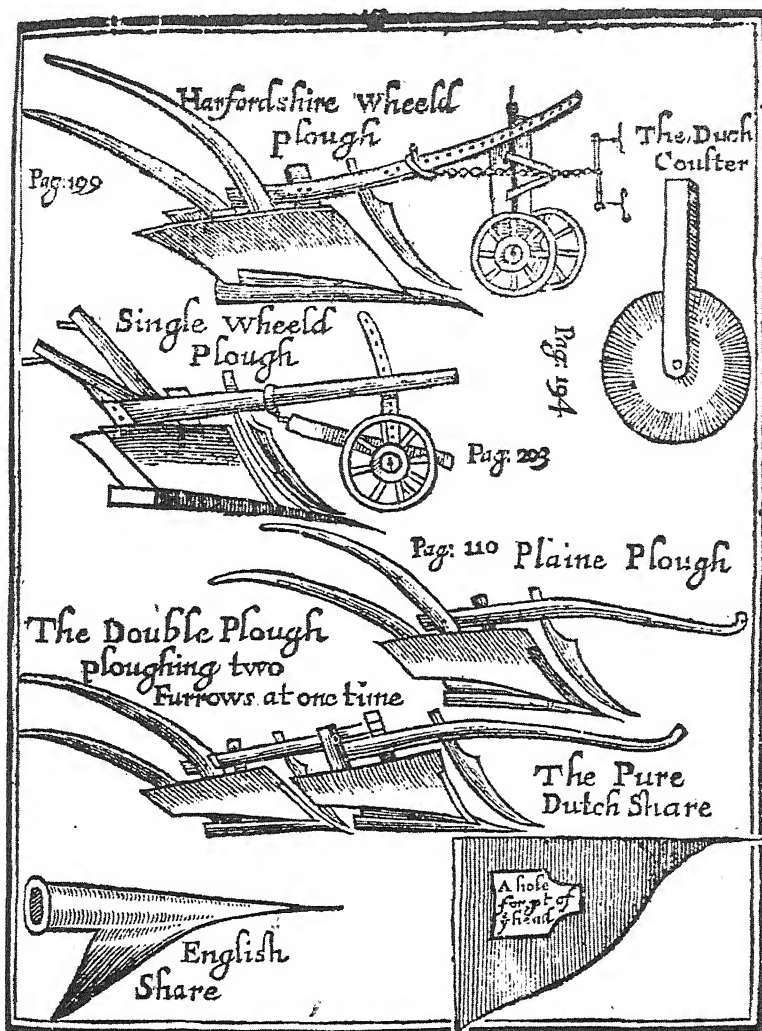 Harfordshire wheeld
plough
Pag: 199
The Duch
Coulter
Single wheeld
Plough
Pag: 194
Pag: 203
Pag: 110 Plaine Plough
The Double Plough
ploughing two
Furrows at one time
The Pure
Dutch Share
A hole
for pt of
ye head
English
Share